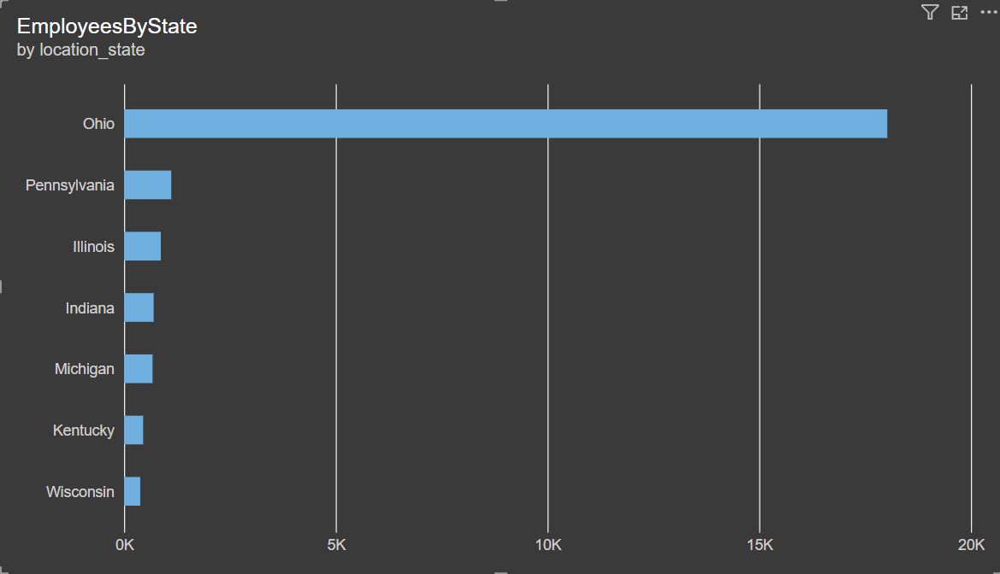 EmployeesByState
by location_state
Ohio
Pennsylvania
Illinois
Indiana
Michigan
Kentucky
Wisconsin
0K 5K 10K 15K 20K